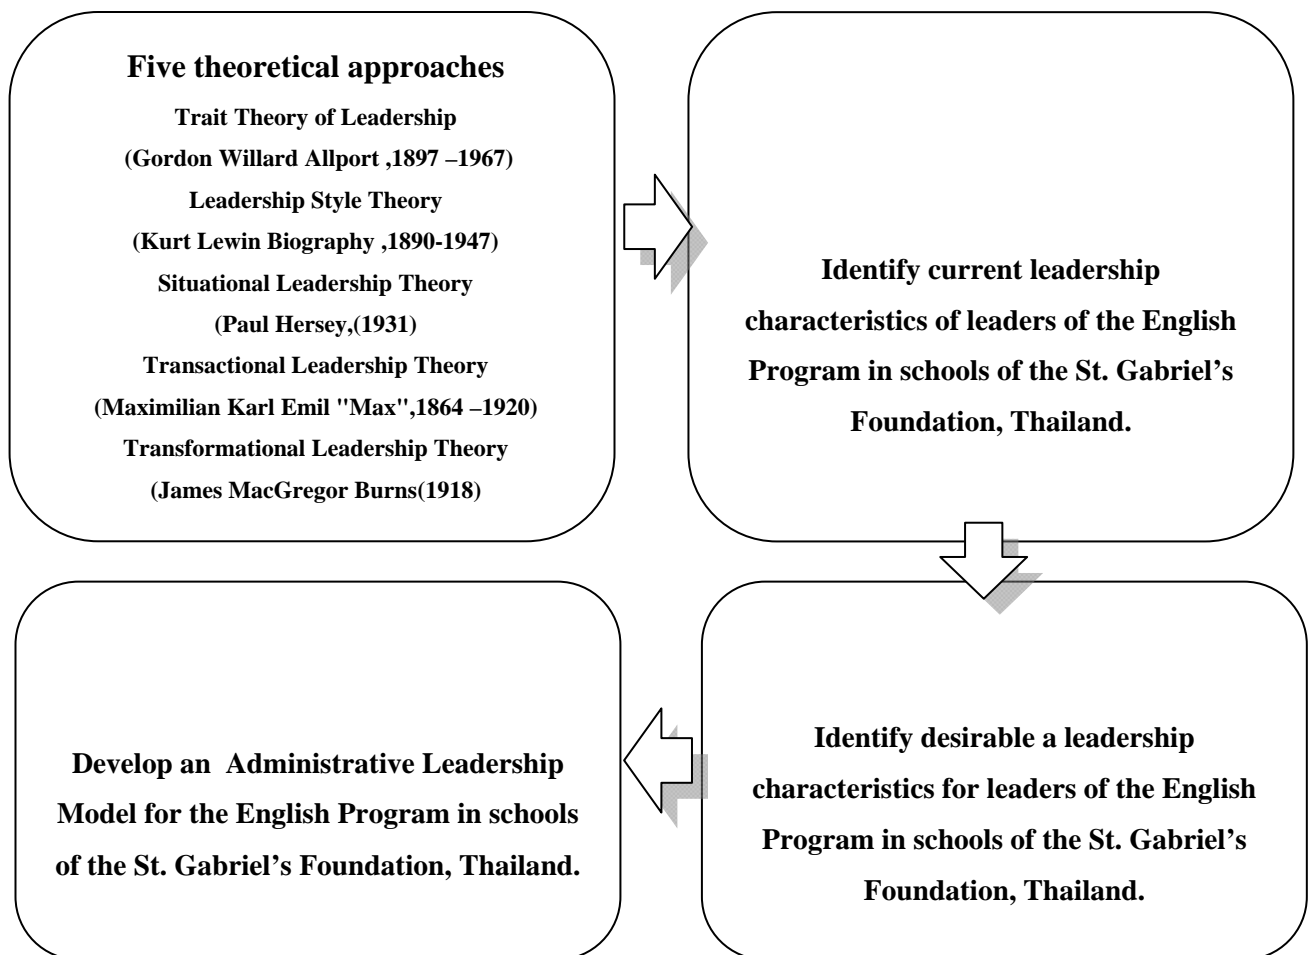 Five theoretical approaches
Trait Theory of Leadership
(Gordon Willard Allport ,1897 –1967)
Leadership Style Theory
(Kurt Lewin Biography ,1890-1947)
Situational Leadership Theory
(Paul Hersey,(1931)
Transactional Leadership Theory
(Maximilian Karl Emil "Max",1864 –1920)
Transformational Leadership Theory
(James MacGregor Burns(1918)
Identify current leadership
characteristics of leaders of the English
Program in schools of the St. Gabriel’s
Foundation, Thailand.
Identify desirable a leadership
characteristics for leaders of the English
Program in schools of the St. Gabriel’s
Foundation, Thailand.
Develop an  Administrative Leadership
Model for the English Program in schools
of the St. Gabriel’s Foundation, Thailand.